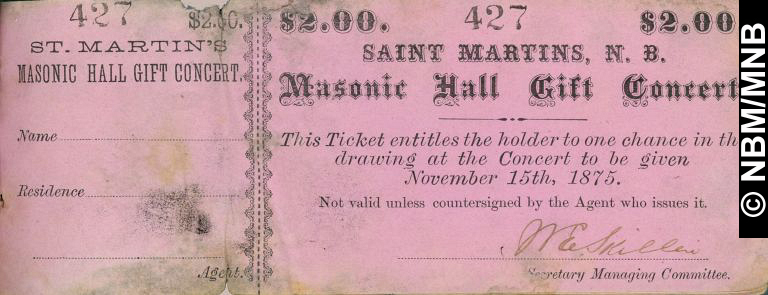 427 $2.00.
ST. MARTIN'S
MASONIC HALL GIFT CONCERT.
Name
Residence
Agent.
$2.00. 427 $2.00
SAINT MARTINS, N. B.
Masonic Hall Gift Concert
This Ticket entitles the holder to one chance in th
drawing at the Concert to be given
November 15th, 1875.
Not valid unless countersigned by the Agent who issues it.
Secretary Managing Committee.
© NBM/MNB